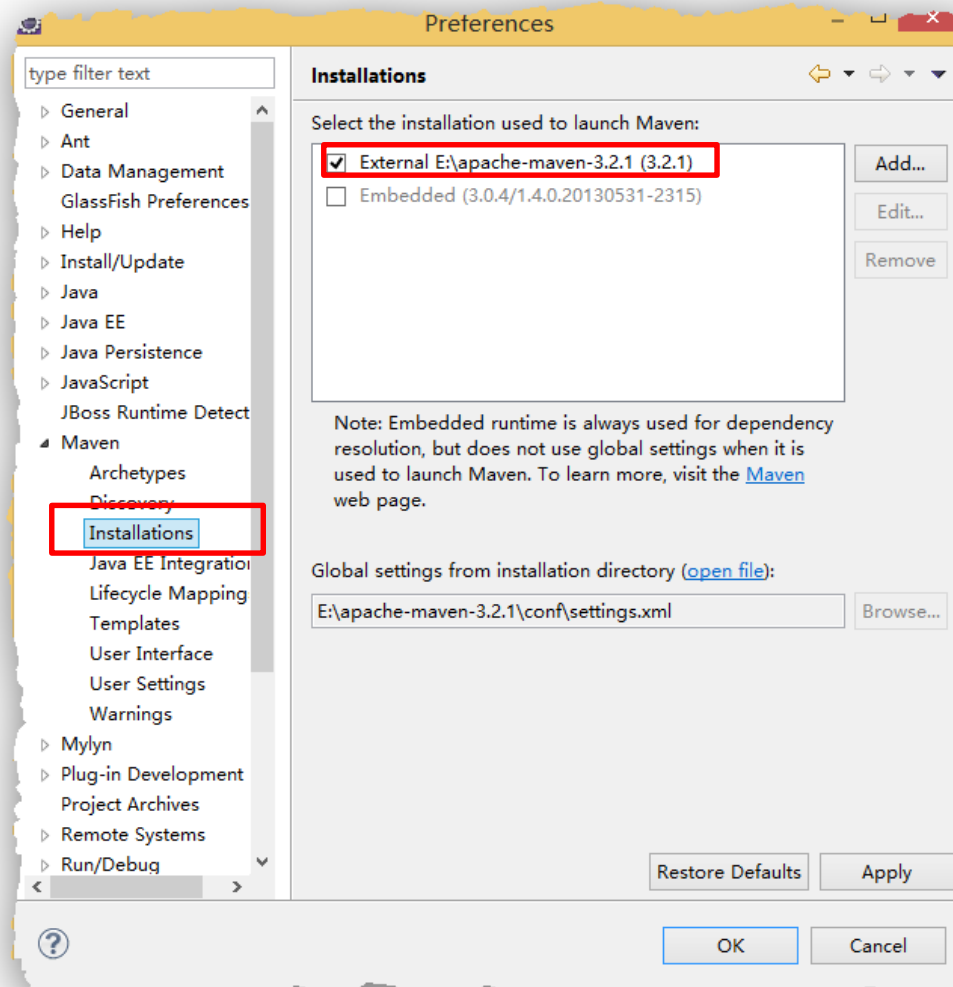 Preferences
type filter text
General
Ant
Data Management
GlassFish Preferences
Help
Install/Update
Java
Java EE
Java Persistence
JavaScript
JBoss Runtime Detect
Maven
Archetypes
Discovery
Installations
Java EE Integration
Lifecycle Mapping
Templates
User Interface
User Settings
Warnings
Mylyn
Plug-in Development
Project Archives
Remote Systems
Run/Debug
Installations
Select the installation used to launch Maven:
External E:\apache-maven-3.2.1 (3.2.1)
Embedded (3.0.4/1.4.0.20130531-2315)
Add...
Edit...
Remove
Note: Embedded runtime is always used for dependency
resolution, but does not use global settings when it is
used to launch Maven. To learn more, visit the Maven
web page.
Global settings from installation directory (open file):
E:\apache-maven-3.2.1\conf\settings.xml
Browse...
Restore Defaults
Apply
OK
Cancel